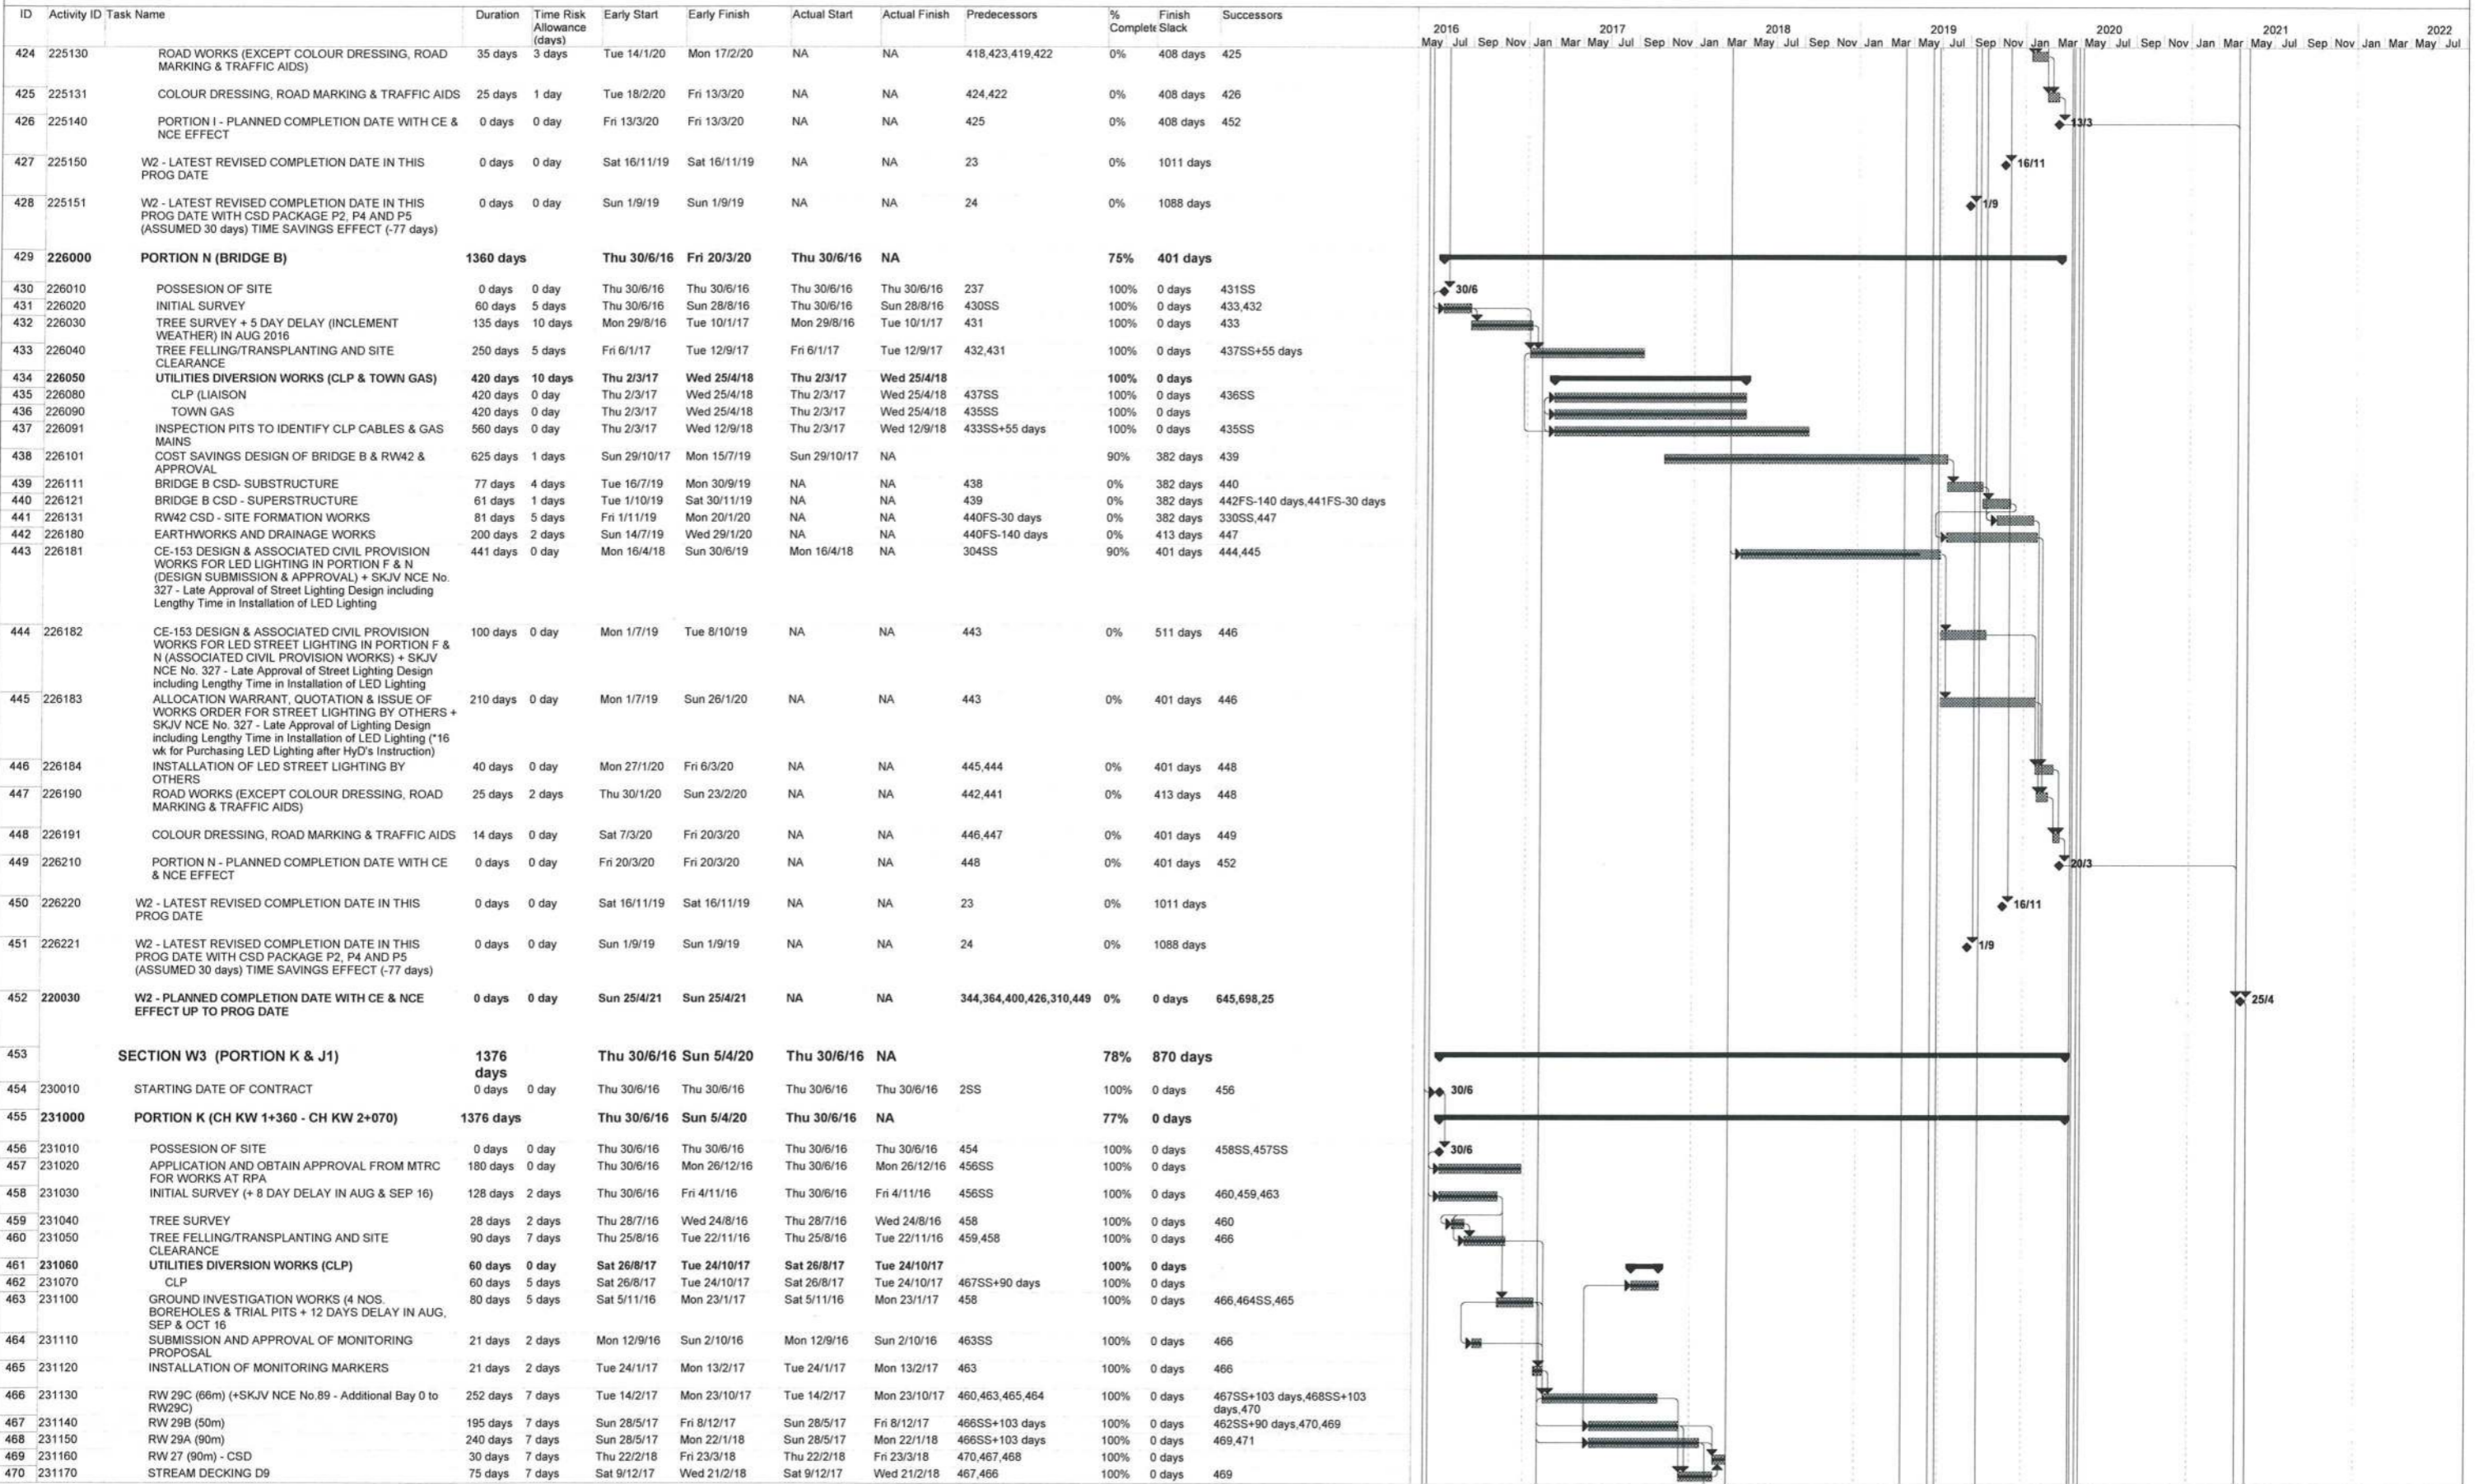 ID Activity ID Task Name Duration Time Risk Allowance (days) Early Start Early Finish Actual Start Actual Finish Predecessors % Complete Finish Slack Successors
2016 2017 2018 2019 2020 2021 2022
May Jul Sep Nov Jan Mar May Jul Sep Nov Jan Mar May Jul Sep Nov Jan Mar May Jul Sep Nov Jan Mar May Jul Sep Nov Jan Mar May Jul Sep Nov Jan Mar May Jul
424 225130 ROAD WORKS (EXCEPT COLOUR DRESSING, ROAD 35 days 3 days Tue 14/1/20 Mon 17/2/20 NA NA 418,423,419,422 0% 408 days 425
MARKING & TRAFFIC AIDS)
425 225131 COLOUR DRESSING, ROAD MARKING & TRAFFIC AIDS 25 days 1 day Tue 18/2/20 Fri 13/3/20 NA NA 424,422 0% 408 days 426
426 225140 PORTION I - PLANNED COMPLETION DATE WITH CE & 0 days 0 day Fri 13/3/20 Fri 13/3/20 NA NA 425 0% 408 days 452 13/3
NCE EFFECT
427 225150 W2 - LATEST REVISED COMPLETION DATE IN THIS 0 days 0 day Sat 16/11/19 Sat 16/11/19 NA NA 23 0% 1011 days 16/11
PROG DATE
428 225151 W2 - LATEST REVISED COMPLETION DATE IN THIS 0 days 0 day Sun 1/9/19 Sun 1/9/19 NA NA 24 0% 1088 days 1/9
PROG DATE WITH CSD PACKAGE P2, P4 AND P5
(ASSUMED 30 days) TIME SAVINGS EFFECT (-77 days)
429 226000 PORTION N (BRIDGE B) 1360 days Thu 30/6/16 Fri 20/3/20 Thu 30/6/16 NA 75% 401 days
430 226010 POSSESION OF SITE 0 days 0 day Thu 30/6/16 Thu 30/6/16 Thu 30/6/16 Thu 30/6/16 237 100% 0 days 431SS 30/6
431 226020 INITIAL SURVEY 60 days 5 days Thu 30/6/16 Sun 28/8/16 Thu 30/6/16 Sun 28/8/16 430SS 100% 0 days 433,432
432 226030 TREE SURVEY + 5 DAY DELAY (INCLEMENT 135 days 10 days Mon 29/8/16 Tue 10/1/17 Mon 29/8/16 Tue 10/1/17 431 100% 0 days 433
WEATHER) IN AUG 2016
433 226040 TREE FELLING/TRANSPLANTING AND SITE 250 days 5 days Fri 6/1/17 Tue 12/9/17 Fri 6/1/17 Tue 12/9/17 432,431 100% 0 days 437SS+55 days
CLEARANCE
434 226050 UTILITIES DIVERSION WORKS (CLP & TOWN GAS) 420 days 10 days Thu 2/3/17 Wed 25/4/18 Thu 2/3/17 Wed 25/4/18 100% 0 days
435 226080 CLP (LIAISON 420 days 0 day Thu 2/3/17 Wed 25/4/18 Thu 2/3/17 Wed 25/4/18 437SS 100% 0 days 436SS
436 226090 TOWN GAS 420 days 0 day Thu 2/3/17 Wed 25/4/18 Thu 2/3/17 Wed 25/4/18 435SS 100% 0 days
437 226091 INSPECTION PITS TO IDENTIFY CLP CABLES & GAS 560 days 0 day Thu 2/3/17 Wed 12/9/18 Thu 2/3/17 Wed 12/9/18 433SS+55 days 100% 0 days 435SS
MAINS
438 226101 COST SAVINGS DESIGN OF BRIDGE B & RW42 & 625 days 1 days Sun 29/10/17 Mon 15/7/19 Sun 29/10/17 NA 90% 382 days 439
APPROVAL
439 226111 BRIDGE B CSD- SUBSTRUCTURE 77 days 4 days Tue 16/7/19 Mon 30/9/19 NA NA 438 0% 382 days 440
440 226121 BRIDGE B CSD - SUPERSTRUCTURE 61 days 1 days Tue 1/10/19 Sat 30/11/19 NA NA 439 0% 382 days 442FS-140 days,441FS-30 days
441 226131 RW42 CSD - SITE FORMATION WORKS 81 days 5 days Fri 1/11/19 Mon 20/1/20 NA NA 440FS-30 days 0% 382 days 330SS,447
442 226180 EARTHWORKS AND DRAINAGE WORKS 200 days 2 days Sun 14/7/19 Wed 29/1/20 NA NA 440FS-140 days 0% 413 days 447
443 226181 CE-153 DESIGN & ASSOCIATED CIVIL PROVISION 441 days 0 day Mon 16/4/18 Sun 30/6/19 Mon 16/4/18 NA 304SS 90% 401 days 444,445
WORKS FOR LED LIGHTING IN PORTION F & N
(DESIGN SUBMISSION & APPROVAL) + SKJV NCE No.
327 - Late Approval of Street Lighting Design including
Lengthy Time in Installation of LED Lighting
444 226182 CE-153 DESIGN & ASSOCIATED CIVIL PROVISION 100 days 0 day Mon 1/7/19 Tue 8/10/19 NA NA 443 0% 511 days 446
WORKS FOR LED STREET LIGHTING IN PORTION F &
N (ASSOCIATED CIVIL PROVISION WORKS) + SKJV
NCE No. 327 - Late Approval of Street Lighting Design
including Lengthy Time in Installation of LED Lighting
445 226183 ALLOCATION WARRANT, QUOTATION & ISSUE OF 210 days 0 day Mon 1/7/19 Sun 26/1/20 NA NA 443 0% 401 days 446
WORKS ORDER FOR STREET LIGHTING BY OTHERS +
SKJV NCE No. 327 - Late Approval of Lighting Design
including Lengthy Time in Installation of LED Lighting (*16
wk for Purchasing LED Lighting after HyD's Instruction)
446 226184 INSTALLATION OF LED STREET LIGHTING BY 40 days 0 day Mon 27/1/20 Fri 6/3/20 NA NA 445,444 0% 401 days 448
OTHERS
447 226190 ROAD WORKS (EXCEPT COLOUR DRESSING, ROAD 25 days 2 days Thu 30/1/20 Sun 23/2/20 NA NA 442,441 0% 413 days 448
MARKING & TRAFFIC AIDS)
448 226191 COLOUR DRESSING, ROAD MARKING & TRAFFIC AIDS 14 days 0 day Sat 7/3/20 Fri 20/3/20 NA NA 446,447 0% 401 days 449
449 226210 PORTION N - PLANNED COMPLETION DATE WITH CE 0 days 0 day Fri 20/3/20 Fri 20/3/20 NA NA 448 0% 401 days 452 20/3
& NCE EFFECT
450 226220 W2 - LATEST REVISED COMPLETION DATE IN THIS 0 days 0 day Sat 16/11/19 Sat 16/11/19 NA NA 23 0% 1011 days 16/11
PROG DATE
451 226221 W2 - LATEST REVISED COMPLETION DATE IN THIS 0 days 0 day Sun 1/9/19 Sun 1/9/19 NA NA 24 0% 1088 days 1/9
PROG DATE WITH CSD PACKAGE P2, P4 AND P5
(ASSUMED 30 days) TIME SAVINGS EFFECT (-77 days)
452 220030 W2 - PLANNED COMPLETION DATE WITH CE & NCE 0 days 0 day Sun 25/4/21 Sun 25/4/21 NA NA 344,364,400,426,310,449 0% 0 days 645,698,25 25/4
EFFECT UP TO PROG DATE
453 SECTION W3 (PORTION K & J1) 1376 days Thu 30/6/16 Sun 5/4/20 Thu 30/6/16 NA 78% 870 days
454 230010 STARTING DATE OF CONTRACT 0 days 0 day Thu 30/6/16 Thu 30/6/16 Thu 30/6/16 Thu 30/6/16 2SS 100% 0 days 456 30/6
455 231000 PORTION K (CH KW 1+360 - CH KW 2+070) 1376 days Thu 30/6/16 Sun 5/4/20 Thu 30/6/16 NA 77% 0 days
456 231010 POSSESION OF SITE 0 days 0 day Thu 30/6/16 Thu 30/6/16 Thu 30/6/16 Thu 30/6/16 454 100% 0 days 458SS,457SS 30/6
457 231020 APPLICATION AND OBTAIN APPROVAL FROM MTRC 180 days 0 day Thu 30/6/16 Mon 26/12/16 Thu 30/6/16 Mon 26/12/16 456SS 100% 0 days
FOR WORKS AT RPA
458 231030 INITIAL SURVEY (+ 8 DAY DELAY IN AUG & SEP 16) 128 days 2 days Thu 30/6/16 Fri 4/11/16 Thu 30/6/16 Fri 4/11/16 456SS 100% 0 days 460,459,463
459 231040 TREE SURVEY 28 days 2 days Thu 28/7/16 Wed 24/8/16 Thu 28/7/16 Wed 24/8/16 458 100% 0 days 460
460 231050 TREE FELLING/TRANSPLANTING AND SITE 90 days 7 days Thu 25/8/16 Tue 22/11/16 Thu 25/8/16 Tue 22/11/16 459,458 100% 0 days 466
CLEARANCE
461 231060 UTILITIES DIVERSION WORKS (CLP) 60 days 0 day Sat 26/8/17 Tue 24/10/17 Sat 26/8/17 Tue 24/10/17 100% 0 days
462 231070 CLP 60 days 5 days Sat 26/8/17 Tue 24/10/17 Sat 26/8/17 Tue 24/10/17 467SS+90 days 100% 0 days
463 231100 GROUND INVESTIGATION WORKS (4 NOS. 80 days 5 days Sat 5/11/16 Mon 23/1/17 Sat 5/11/16 Mon 23/1/17 458 100% 0 days 466,464SS,465
BOREHOLES & TRIAL PITS + 12 DAYS DELAY IN AUG,
SEP & OCT 16
464 231110 SUBMISSION AND APPROVAL OF MONITORING 21 days 2 days Mon 12/9/16 Sun 2/10/16 Mon 12/9/16 Sun 2/10/16 463SS 100% 0 days 466
PROPOSAL
465 231120 INSTALLATION OF MONITORING MARKERS 21 days 2 days Tue 24/1/17 Mon 13/2/17 Tue 24/1/17 Mon 13/2/17 463 100% 0 days 466
466 231130 RW 29C (66m) (+SKJV NCE No.89 - Additional Bay 0 to 252 days 7 days Tue 14/2/17 Mon 23/10/17 Tue 14/2/17 Mon 23/10/17 460,463,465,464 100% 0 days 467SS+103 days,468SS+103
RW29C) days,470
467 231140 RW 29B (50m) 195 days 7 days Sun 28/5/17 Fri 8/12/17 Sun 28/5/17 Fri 8/12/17 466SS+103 days 100% 0 days 462SS+90 days,470,469
468 231150 RW 29A (90m) 240 days 7 days Sun 28/5/17 Mon 22/1/18 Sun 28/5/17 Mon 22/1/18 466SS+103 days 100% 0 days 469,471
469 231160 RW 27 (90m) - CSD 30 days 7 days Thu 22/2/18 Fri 23/3/18 Thu 22/2/18 Fri 23/3/18 470,467,468 100% 0 days
470 231170 STREAM DECKING D9 75 days 7 days Sat 9/12/17 Wed 21/2/18 Sat 9/12/17 Wed 21/2/18 467,466 100% 0 days 469